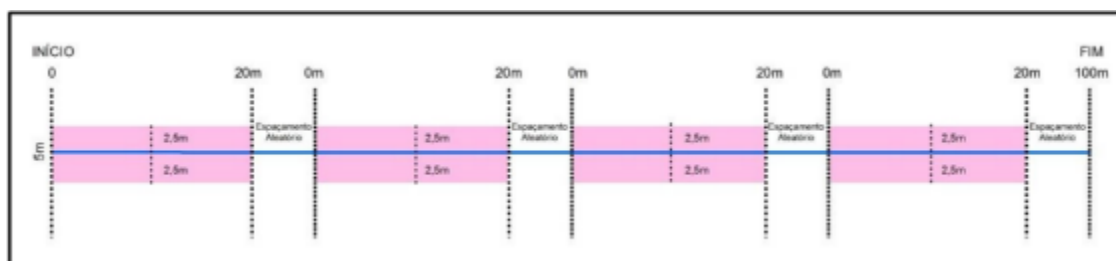 INÍCIO FIM
0 20m 0m 20m 0m 20m 0m 20m 100m
Espaçamento Espaçamento Espaçamento Espaçamento
Aleatório Aleatório Aleatório Aleatório
2,5m 2,5m 2,5m 2,5m
5m
2,5m 2,5m 2,5m 2,5m